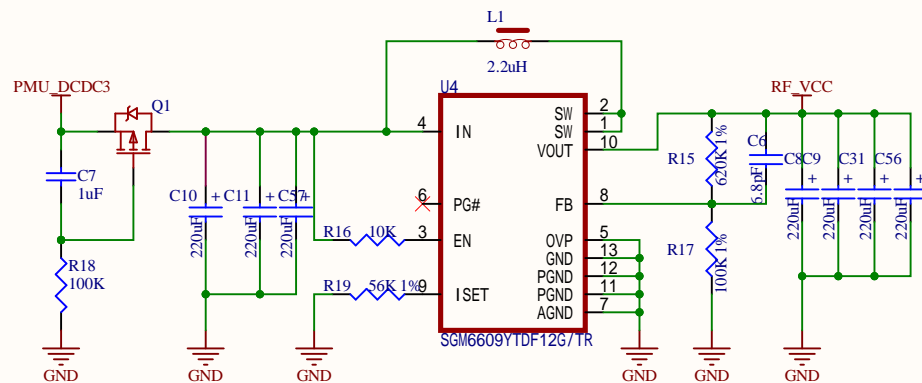 L1
2.2uH
PMU_DCDC3
Q1
U4
RF_VCC
4
IN
SW
2
SW
1
VOUT
10
C7
1uF
R15
620K 1%
C6
6.8pF
C8
C9
C31
C56
C10
220uF
C11
220uF
C57
220uF
6
PG#
FB
8
R16
10K
3
EN
OVP
5
GND
13
PGND
12
PGND
11
AGND
7
R17
100K 1%
220uF
220uF
220uF
220uF
R18
100K
R19
56K 1%
9
ISET
SGM6609YTDF12G/TR
GND
GND
GND
GND
GND
GND